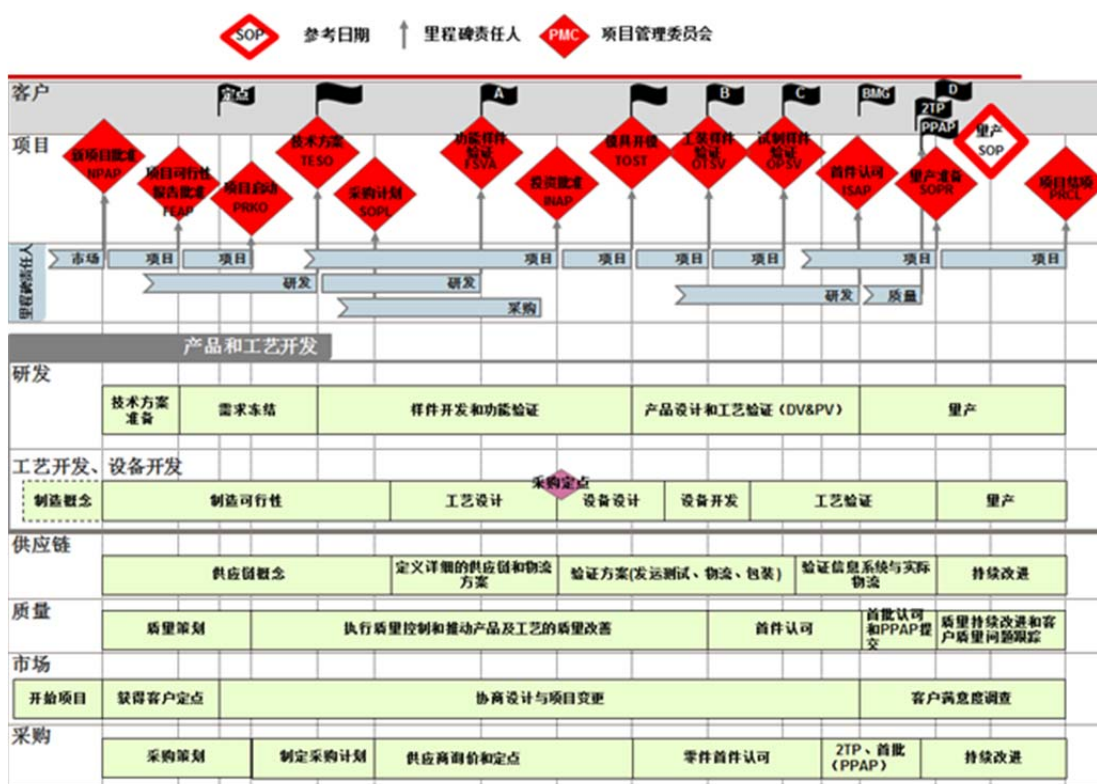 SOP
参考日期
里程碑责任人
PMC
项目管理委员会
客户
定点
A
B
C
BMG
2TP
PPAP
D
项目
新项目批准
NPAP
项目可行性
报告批准
FEAP
项目启动
PRKO
技术方案
TESO
采购计划
SOPL
功能样件
验证
FSVA
投资批准
INAP
模具开模
TOST
工装样件
验证
OTSV
试制样件
验证
OPSV
首件认可
ISAP
量产准备
SOPR
量产
SOP
项目结项
PRCL
里程碑责任人
市场
项目
项目
项目
项目
项目
项目
项目
项目
研发
研发
研发
质量
采购
产品和工艺开发
研发
技术方案
准备
需求冻结
样件开发和功能验证
产品设计和工艺验证（DV&PV）
量产
工艺开发、设备开发
采购定点
制造概念
制造可行性
工艺设计
设备设计
设备开发
工艺验证
量产
供应链
供应链概念
定义详细的供应链和物流
方案
验证方案(发运测试、物流、包装)
验证信息系统与实际
物流
持续改进
质量
质量策划
执行质量控制和推动产品及工艺的质量改善
首件认可
首批认可
和PPAP提
交
质量持续改进和客
户质量问题跟踪
市场
开始项目
获得客户定点
协商设计与项目变更
客户满意度调查
采购
采购策划
制定采购计划
供应商询价和定点
零件首件认可
2TP、首批
（PPAP）
持续改进